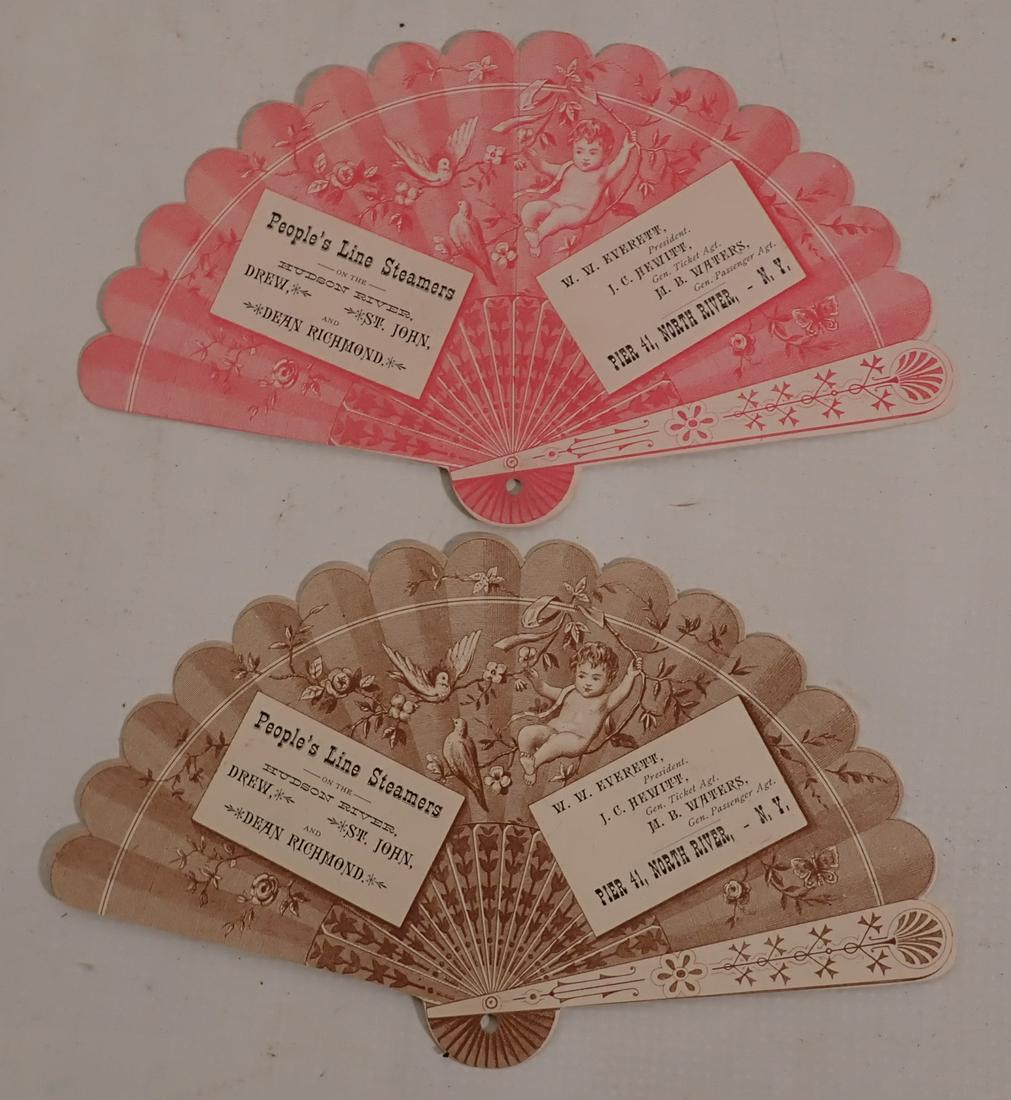 People's Line Steamers
ON THE
HUDSON RIVER,
DREW, ST. JOHN,
AND
DEAN RICHMOND.
W. W. EVERETT,
President.
J. C. HEWITT,
Gen. Ticket Agt.
M. B. WATERS,
Gen. Passenger Agt.
PIER 41, NORTH RIVER, - N. Y.
People's Line Steamers
ON THE
HUDSON RIVER,
DREW, ST. JOHN,
AND
DEAN RICHMOND.
W. W. EVERETT,
President.
J. C. HEWITT,
Gen. Ticket Agt.
M. B. WATERS,
Gen. Passenger Agt.
PIER 41, NORTH RIVER, - N. Y.